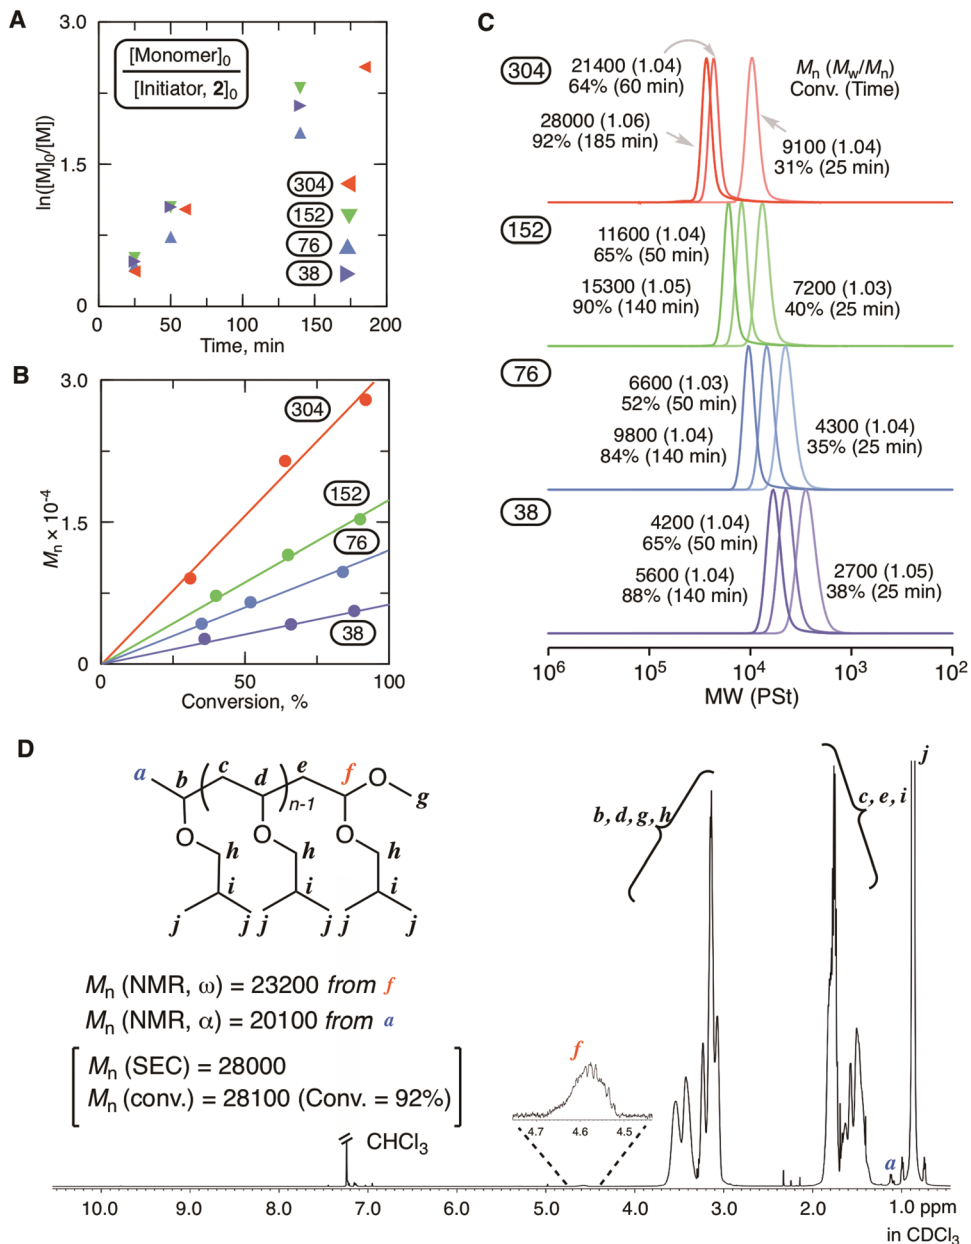 A
3.0
1.5
0
ln([M]0/[M])
[Monomer]0
[Initiator, 2]0
304
152
76
38
0 50 100 150 200
Time, min
B
3.0
1.5
0
Mn × 10-4
304
152
76
38
0 50 100
Conversion, %
C
304
21400 (1.04)
64% (60 min)
28000 (1.06)
92% (185 min)
Mn (Mw/Mn)
Conv. (Time)
9100 (1.04)
31% (25 min)
152
11600 (1.04)
65% (50 min)
15300 (1.05)
90% (140 min)
7200 (1.03)
40% (25 min)
76
6600 (1.03)
52% (50 min)
9800 (1.04)
84% (140 min)
4300 (1.04)
35% (25 min)
38
4200 (1.04)
65% (50 min)
5600 (1.04)
88% (140 min)
2700 (1.05)
38% (25 min)
10^6 10^5 10^4 10^3 10^2
MW (PSt)
D
a b c d e f g
n-1
O
O O O
h h h
i i i
j j j j j j
Mn (NMR, ω) = 23200 from f
Mn (NMR, α) = 20100 from a
Mn (SEC) = 28000
Mn (conv.) = 28100 (Conv. = 92%)
CHCl3
f
4.7 4.6 4.5
b, d, g, h
c, e, i
j
a
10.0 9.0 8.0 7.0 6.0 5.0 4.0 3.0 2.0 1.0 ppm
in CDCl3